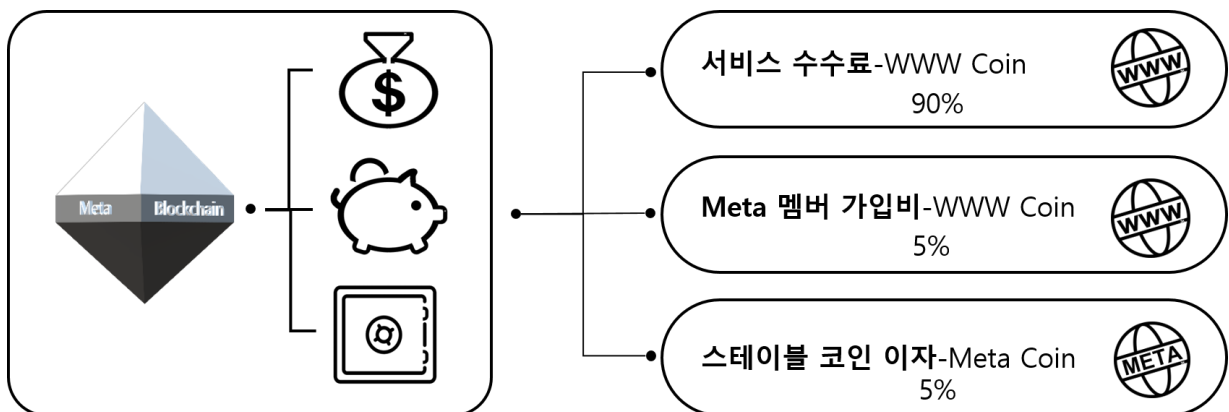 Meta Blockchain
$
서비스 수수료-WWW Coin
90%
WWW
Meta 멤버 가입비-WWW Coin
5%
WWW
스테이블 코인 이자-Meta Coin
5%
META